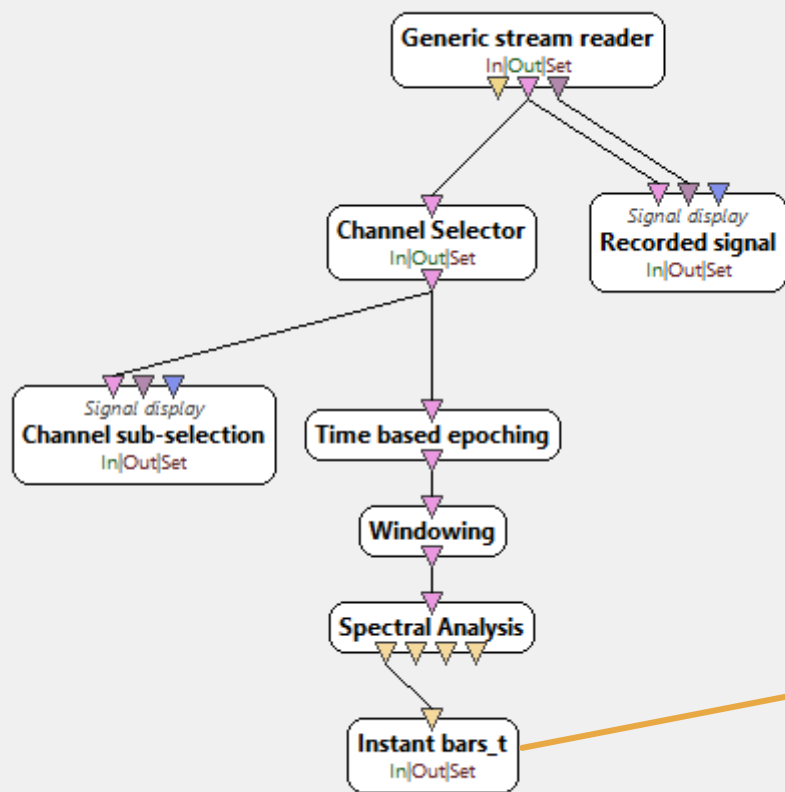 Generic stream reader
In|Out|Set
Channel Selector
In|Out|Set
Signal display
Recorded signal
In|Out|Set
Signal display
Channel sub-selection
In|Out|Set
Time based epoching
Windowing
Spectral Analysis
Instant bars_t
In|Out|Set